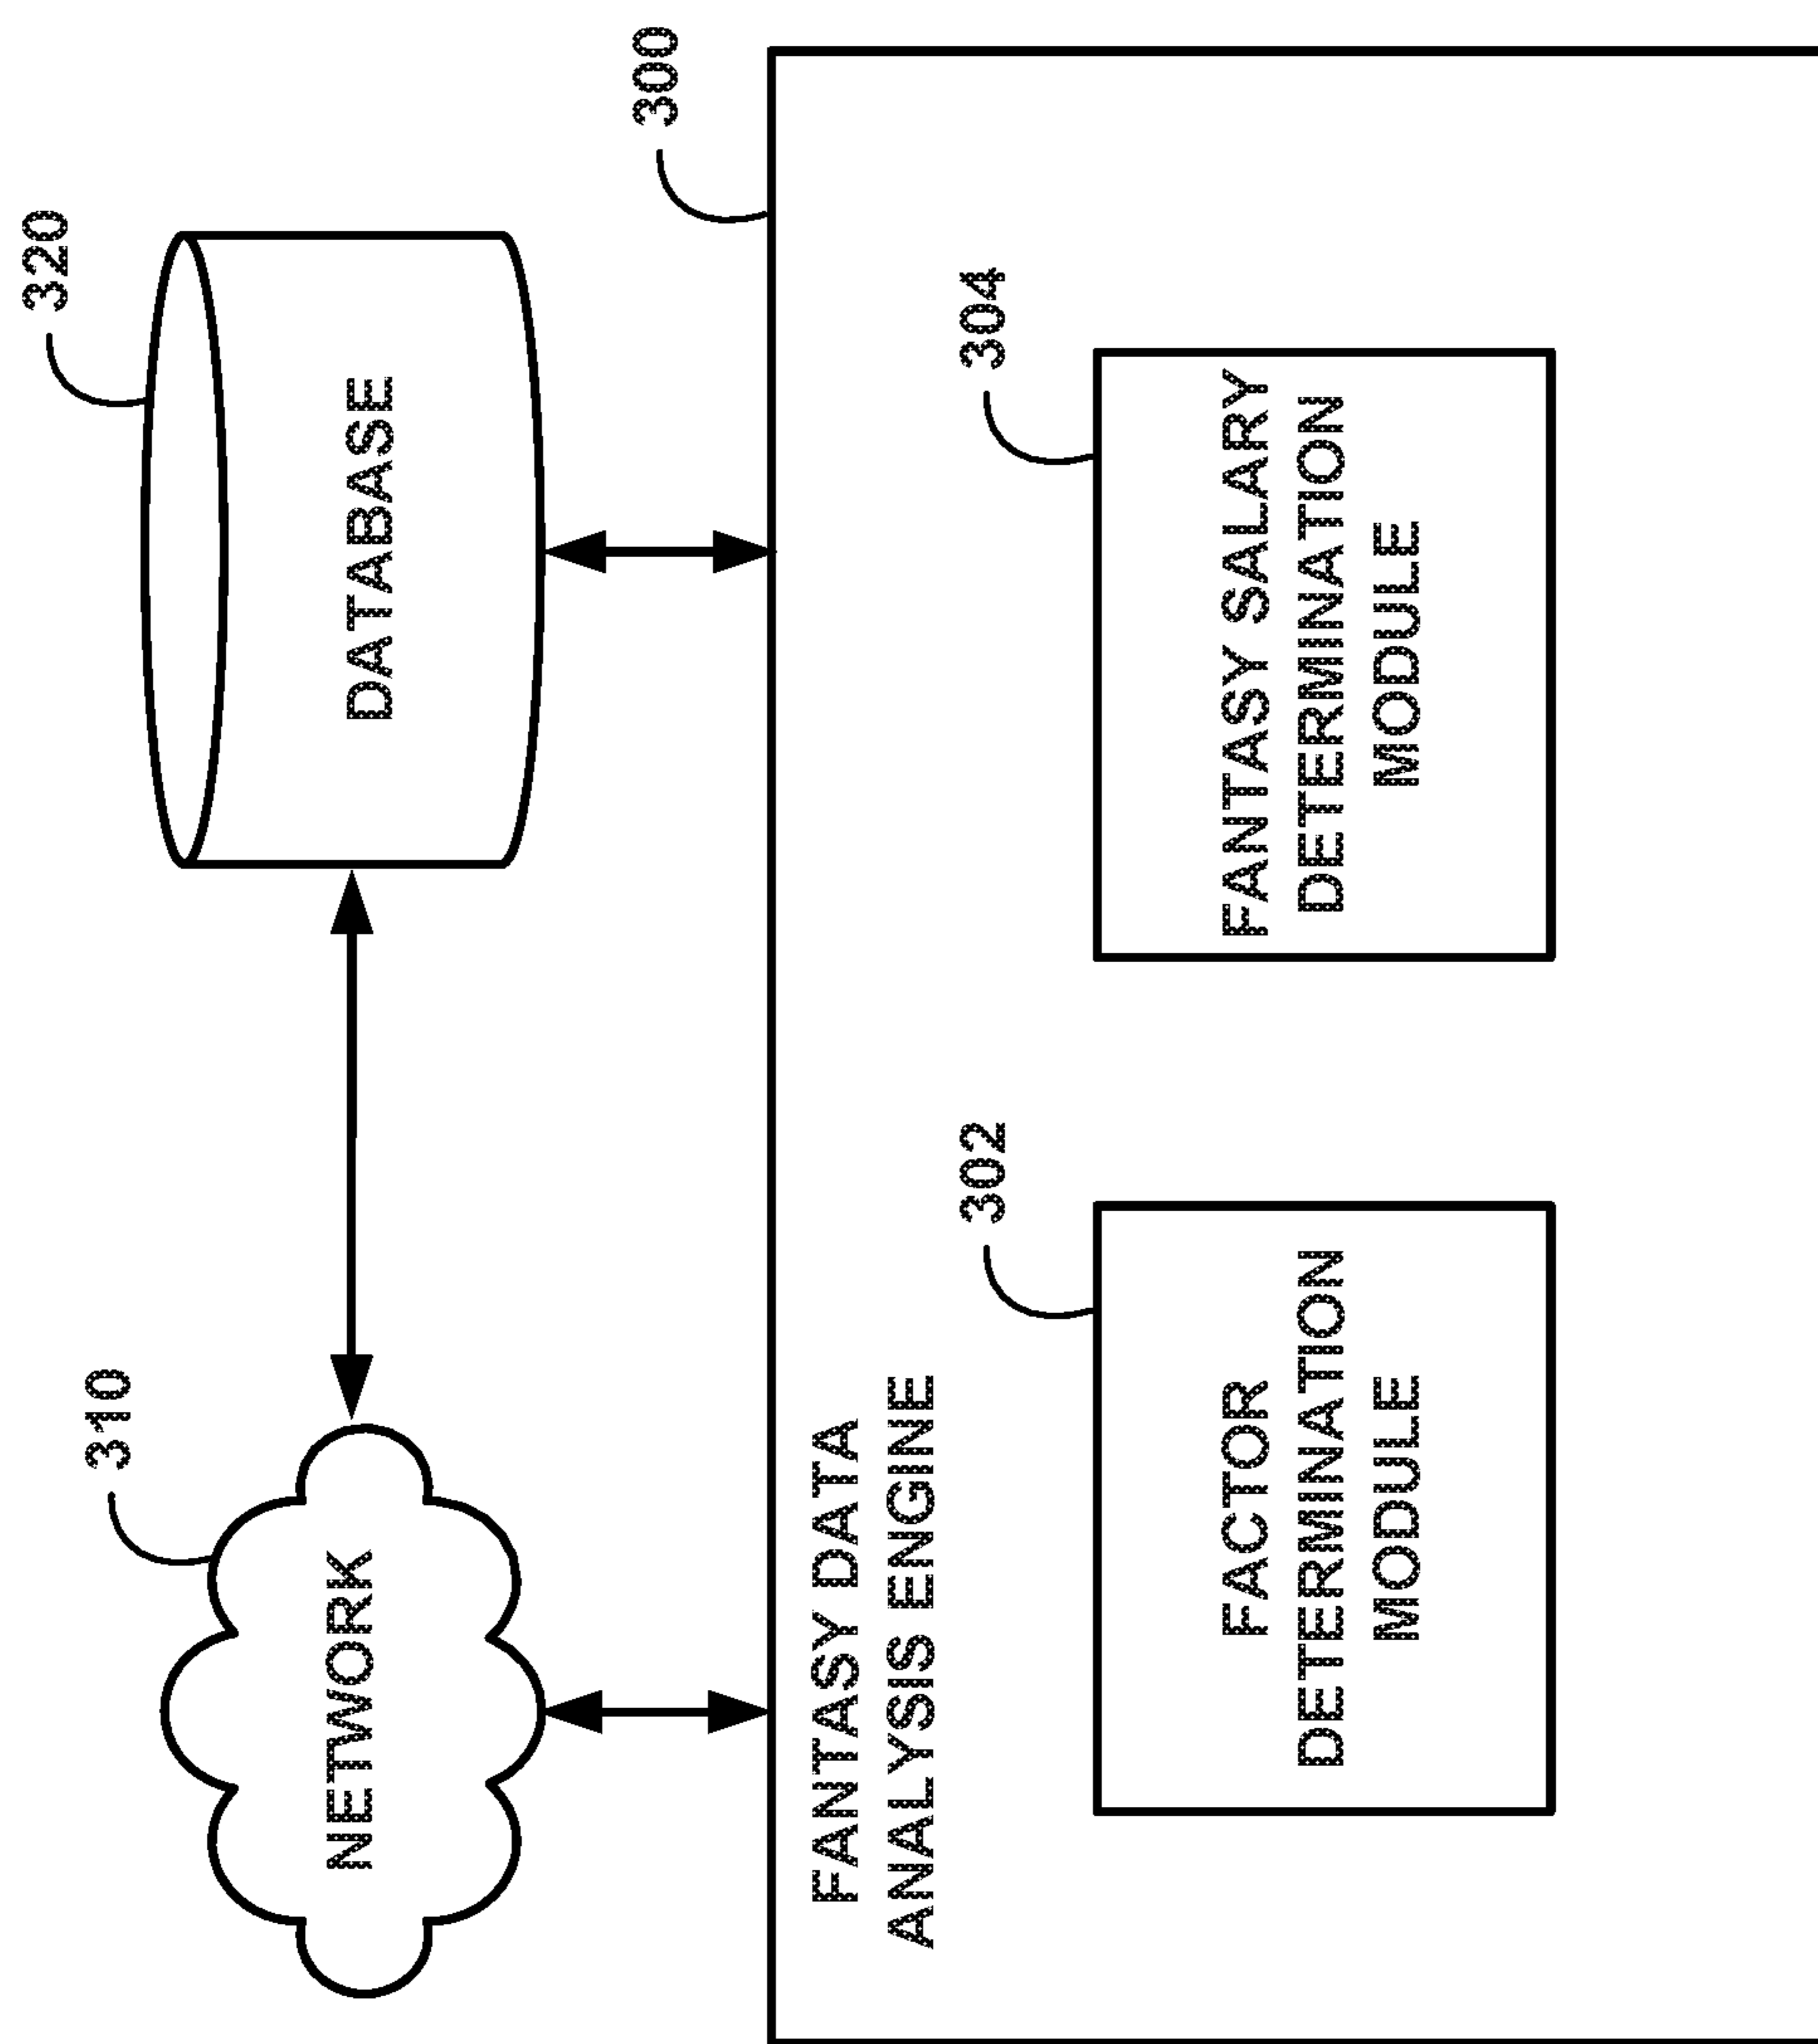 310
NETWORK
320
DATABASE
300
FANTASY DATA
ANALYSIS ENGINE
302
FACTOR
DETERMINATION
MODULE
304
FANTASY SALARY
DETERMINATION
MODULE